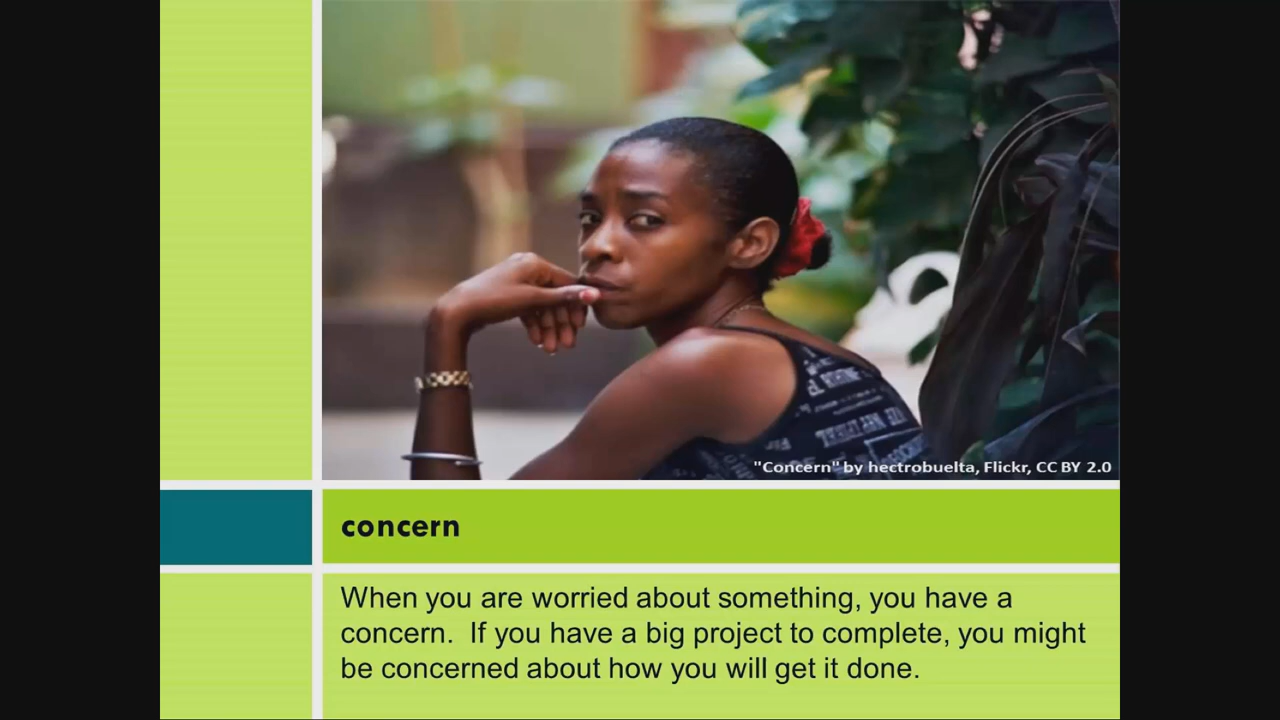 "Concern" by hectrobuelta, Flickr, CC BY 2.0
concern
When you are worried about something, you have a
concern.  If you have a big project to complete, you might
be concerned about how you will get it done.